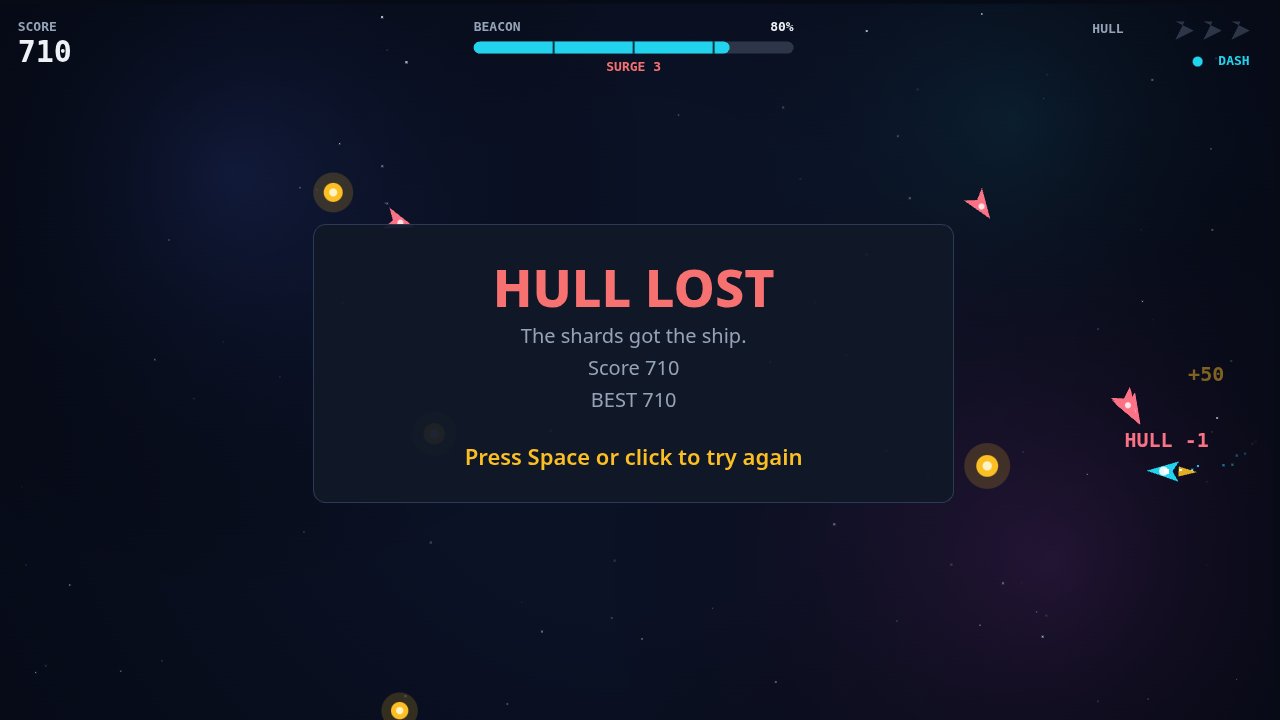 SCORE
710
BEACON 80%
SURGE 3
HULL
DASH
HULL LOST
The shards got the ship.
Score 710
BEST 710
Press Space or click to try again
+50
HULL -1